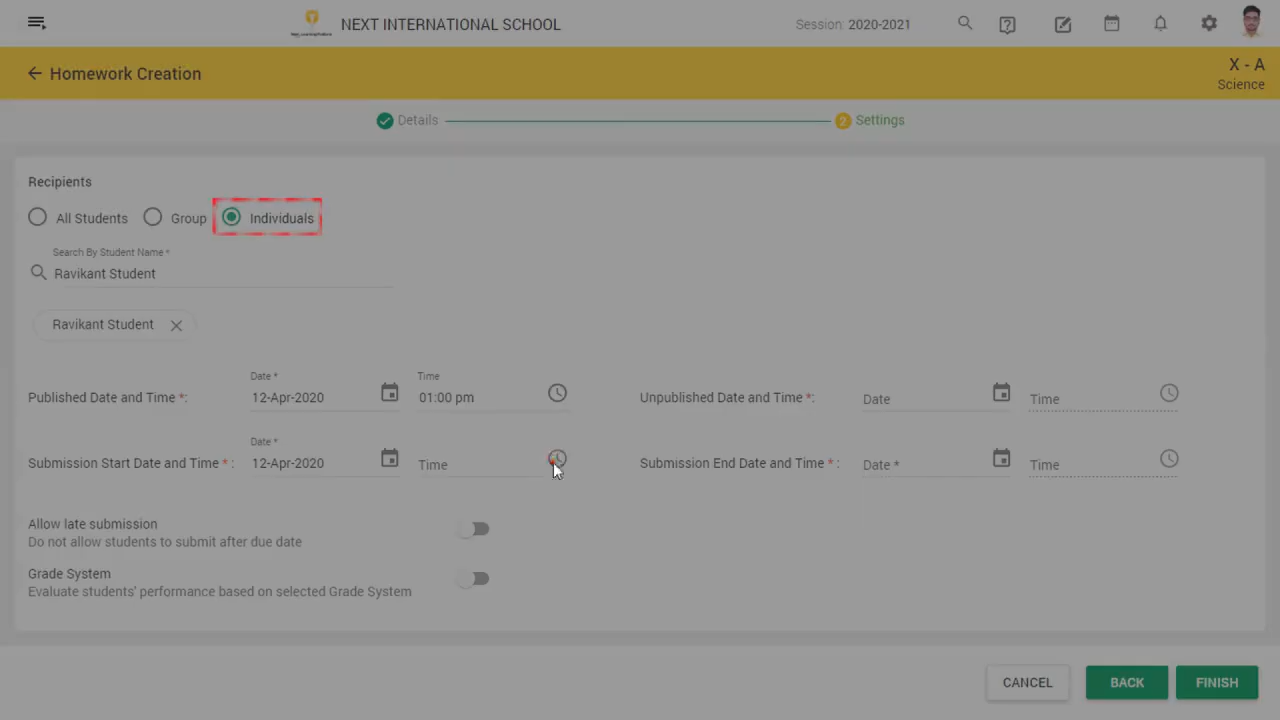 NEXT INTERNATIONAL SCHOOL
Session: 2020-2021
Homework Creation
X - A
Science
Details
2 Settings
Recipients
All Students Group Individuals
Search By Student Name *
Ravikant Student
Ravikant Student
Date * Time
Published Date and Time *: 12-Apr-2020 01:00 pm Unpublished Date and Time *: Date Time
Date *
Submission Start Date and Time * : 12-Apr-2020 Time Submission End Date and Time * : Date * Time
Allow late submission
Do not allow students to submit after due date
Grade System
Evaluate students' performance based on selected Grade System
CANCEL BACK FINISH